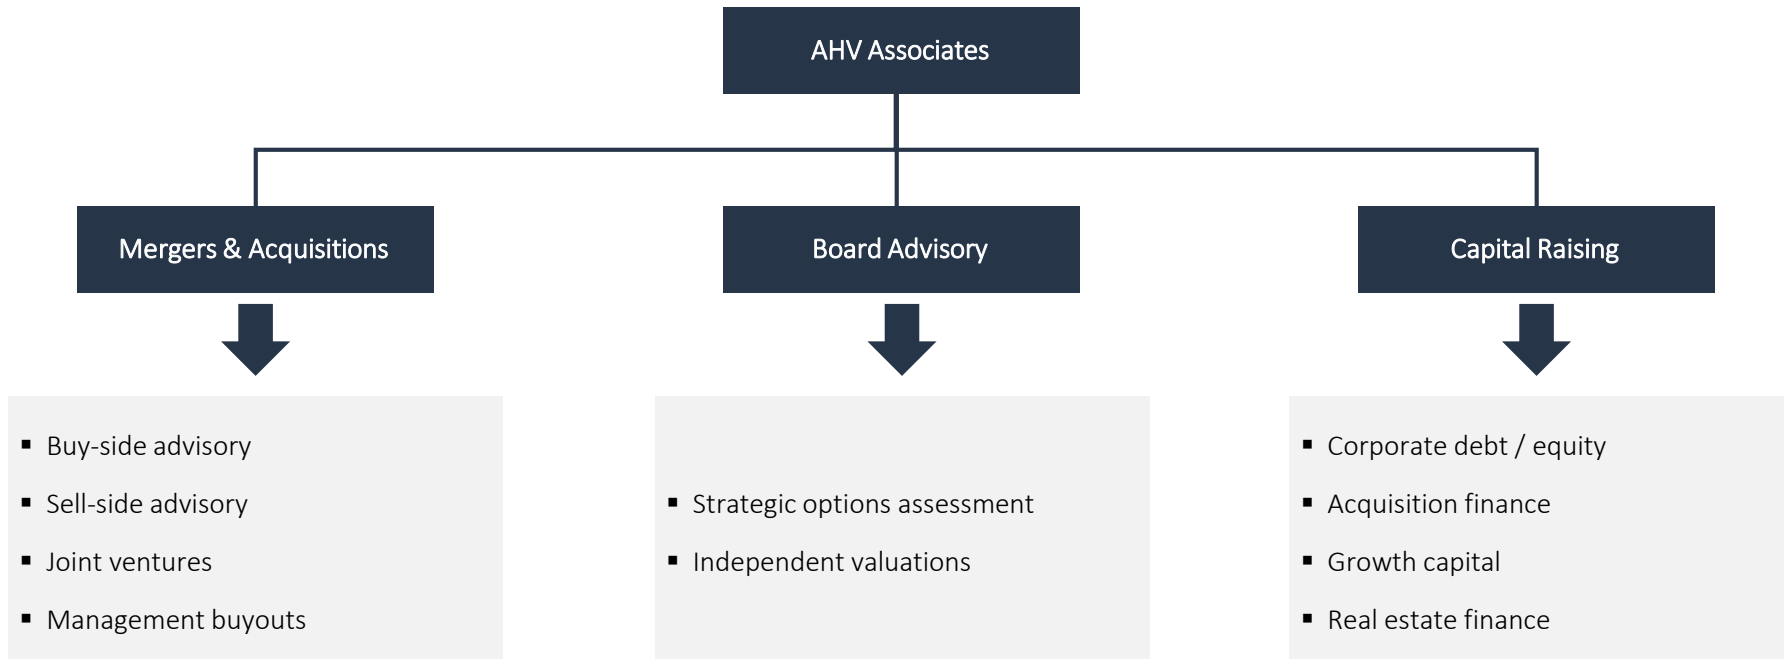 AHV Associates
Mergers & Acquisitions
Board Advisory
Capital Raising
▪ Buy-side advisory
▪ Sell-side advisory
▪ Joint ventures
▪ Management buyouts
▪ Strategic options assessment
▪ Independent valuations
▪ Corporate debt / equity
▪ Acquisition finance
▪ Growth capital
▪ Real estate finance